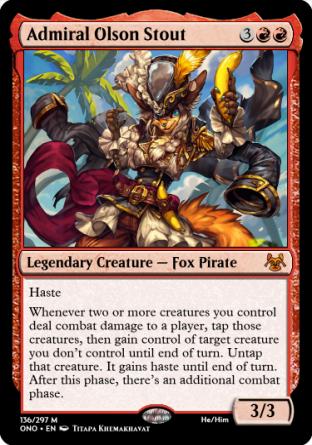 Admiral Olson Stout 3
Legendary Creature — Fox Pirate
Haste
Whenever two or more creatures you control
deal combat damage to a player, tap those
creatures, then gain control of target creature
you don't control until end of turn. Untap
that creature. It gains haste until end of turn.
After this phase, there's an additional combat
phase.
136/297 M He/Him
ONO • EN Titapa Khemakhavat
3/3